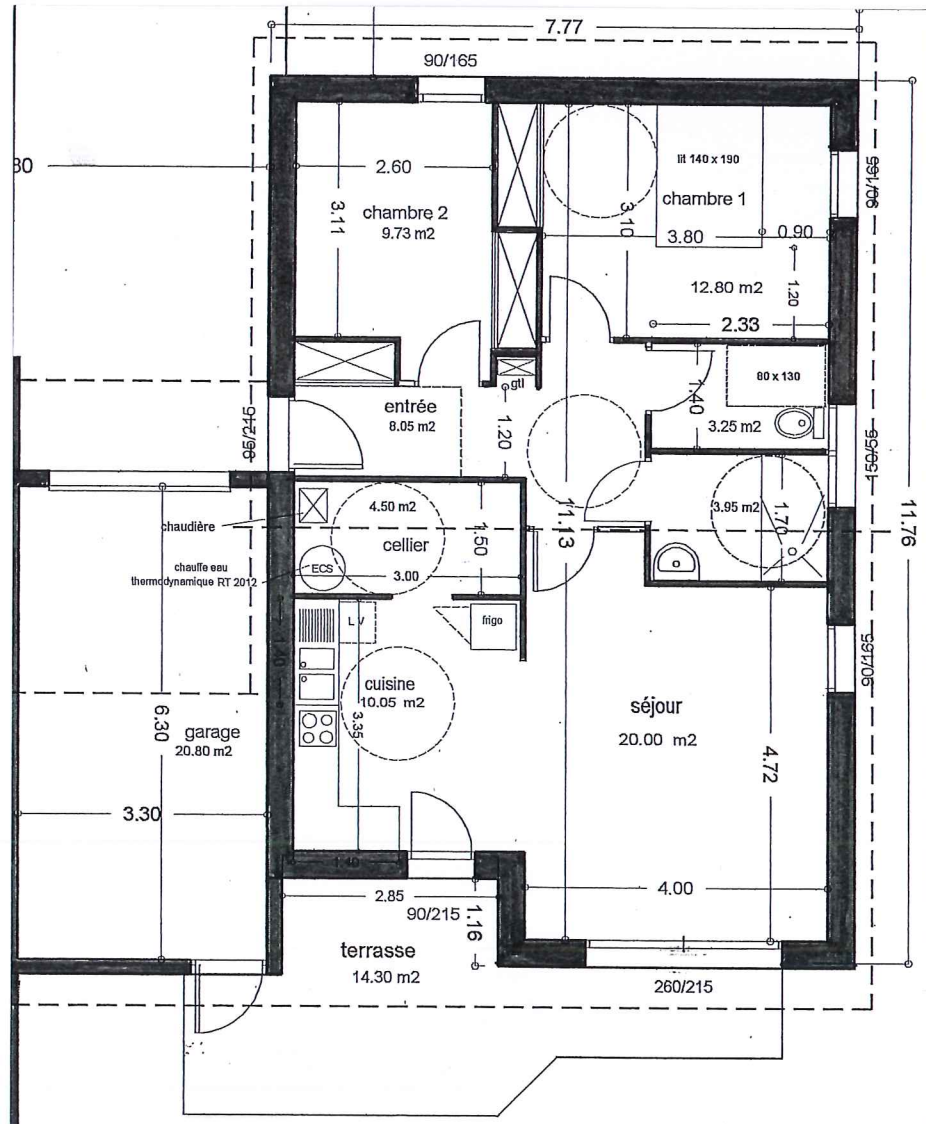 7.77
90/165
80
2.60
lit 140 x 190
90/165
chambre 2
9.73 m2
3.11
3.10
chambre 1
3.80
0.90
12.80 m2
1.20
2.33
80 x 130
gtl
entrée
8.05 m2
1.40
3.25 m2
95/215
1.20
150/55
4.50 m2
3.95 m2
11.76
chaudière
cellier
1.50
11.13
1.70
chauffe eau
thermodynamique RT 2012
ECS
3.00
L V
frigo
1.40
90/165
cuisine
10.05 m2
séjour
20.00 m2
6.30
garage
20.80 m2
3.35
4.72
3.30
1.40
2.85
4.00
90/215
1.16
terrasse
14.30 m2
260/215